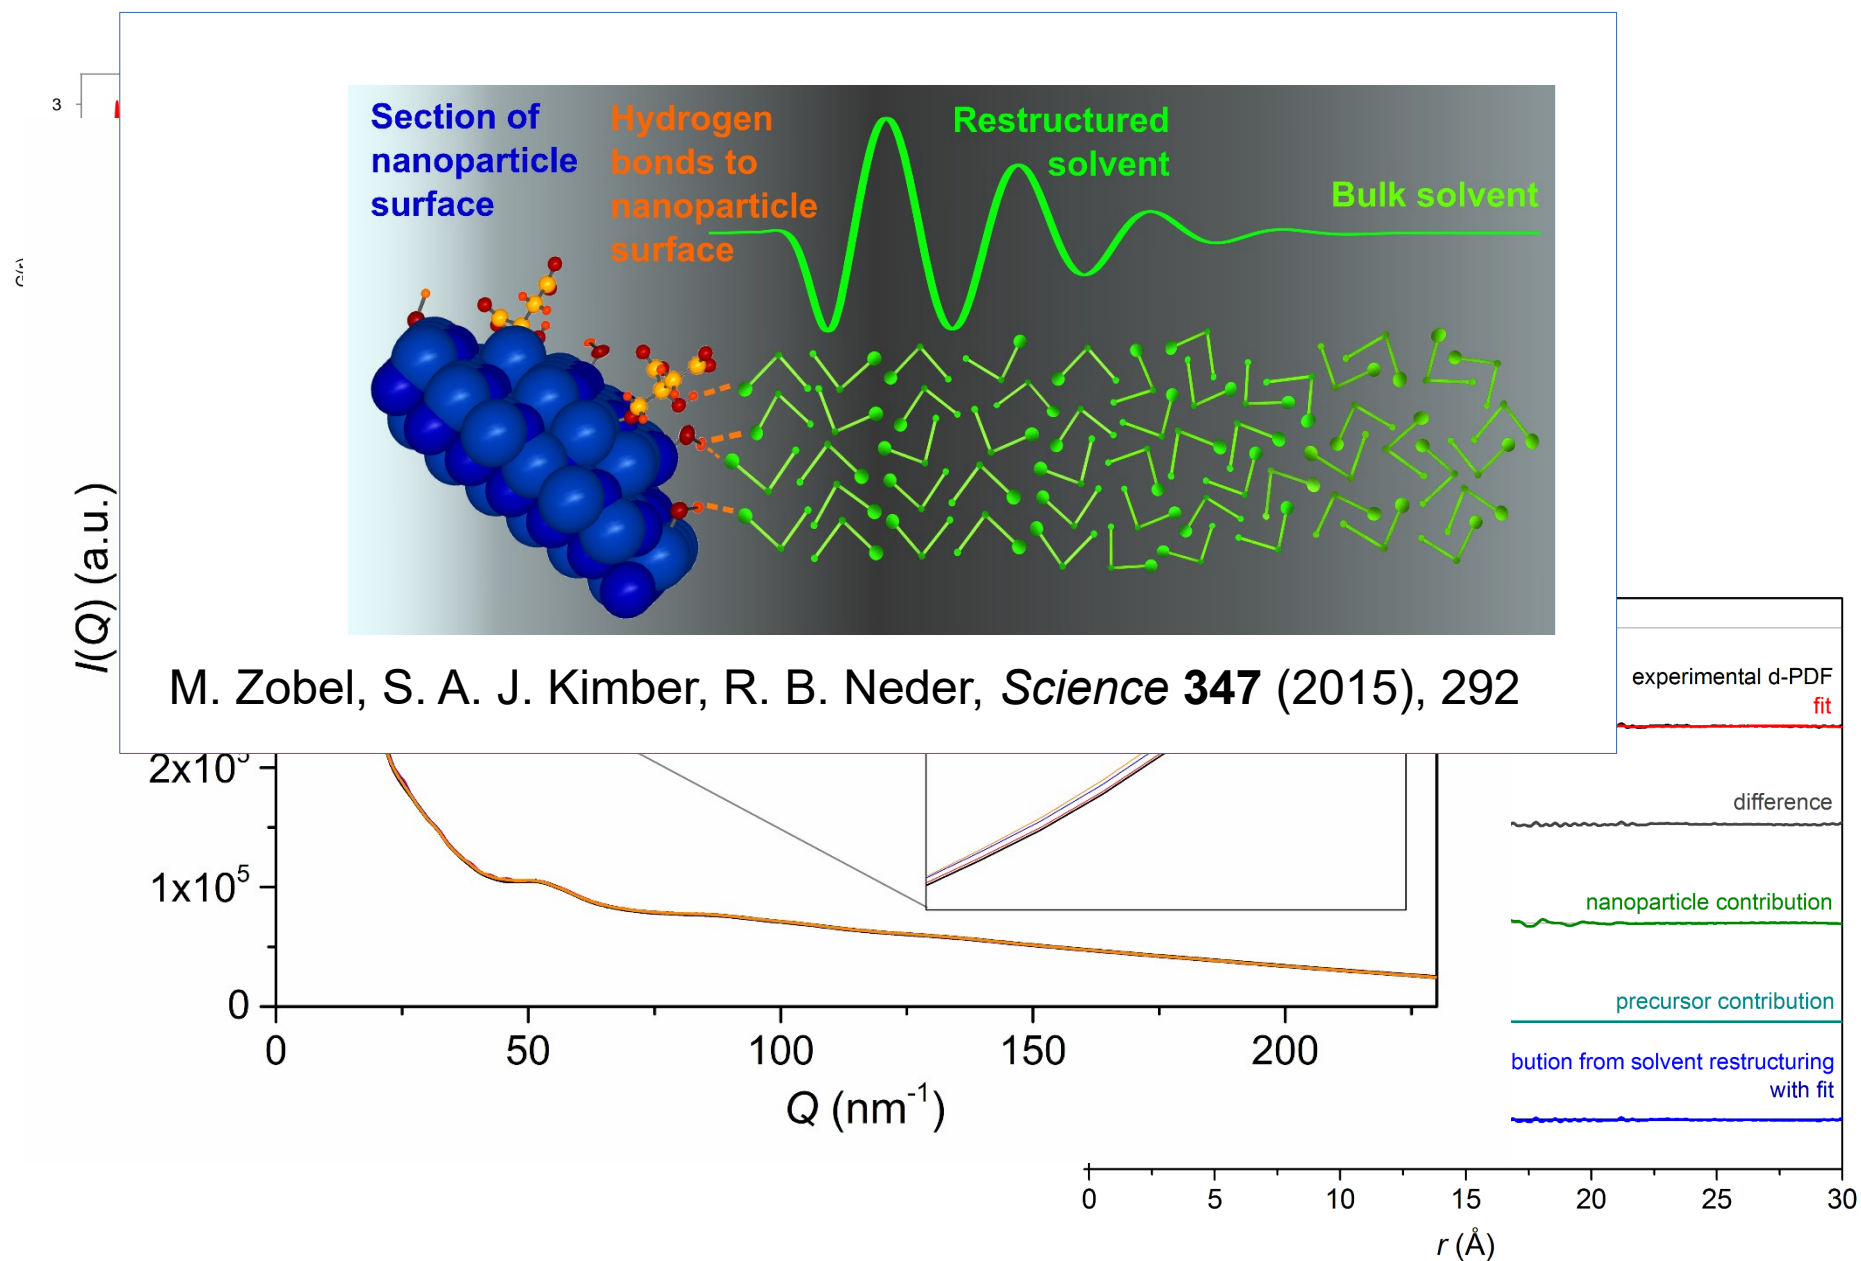 3
Section of
nanoparticle
surface
Hydrogen
bonds to
nanoparticle
surface
Restructured
solvent
Bulk solvent
M. Zobel, S. A. J. Kimber, R. B. Neder, Science 347 (2015), 292
I(Q) (a.u.)
1x10⁵
0
0 50 100 150 200
Q (nm⁻¹)
experimental d-PDF
fit
difference
nanoparticle contribution
precursor contribution
bution from solvent restructuring
with fit
0 5 10 15 20 25 30
r (Å)